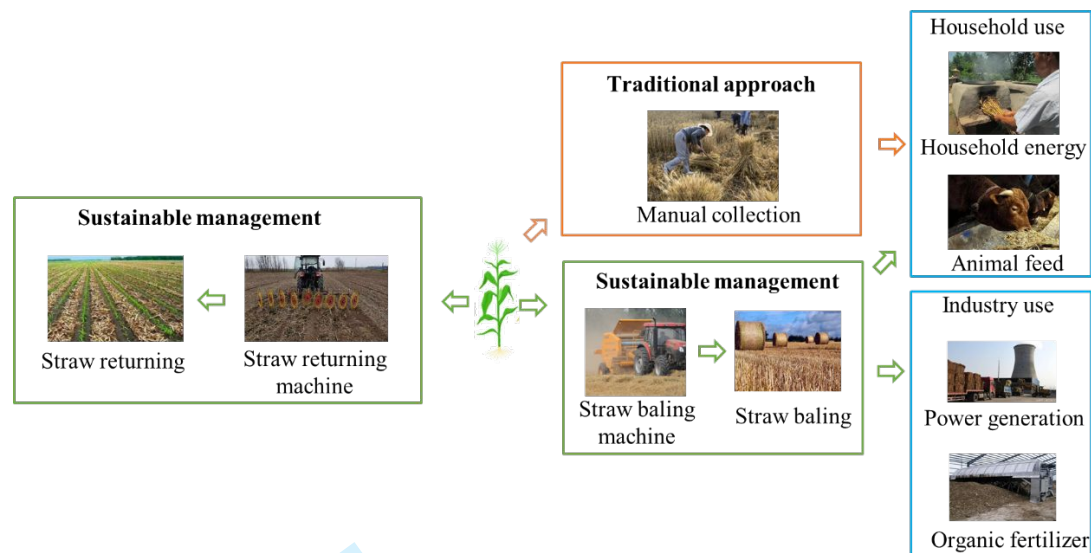 Sustainable management
Straw returning
Straw returning
machine
Traditional approach
Manual collection
Sustainable management
Straw baling
machine
Straw baling
Household use
Household energy
Animal feed
Industry use
Power generation
Organic fertilizer